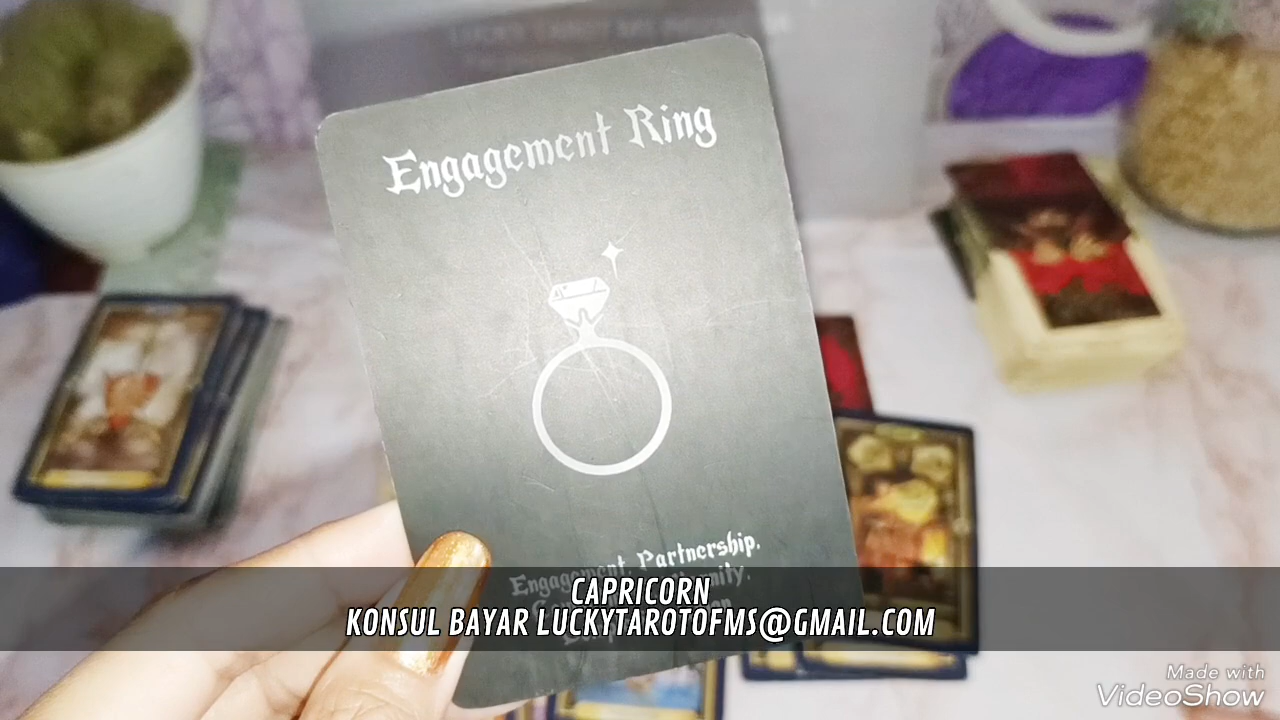 Engagement Ring
Engagement, Partnership,
CAPRICORN
KONSUL BAYAR LUCKYTAROTOFMS@GMAIL.COM
Made with
VideoShow